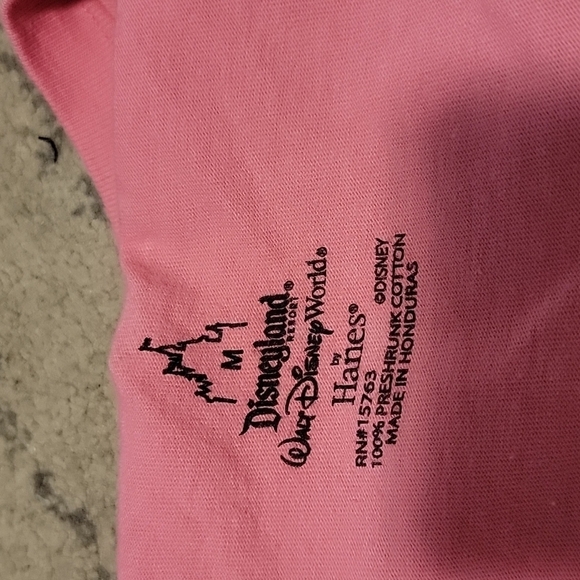 M
Disneyland®
RESORT
WALT DISNEY World®
by
Hanes®
RN#15763 ©DISNEY
100% PRESHRUNK COTTON
MADE IN HONDURAS